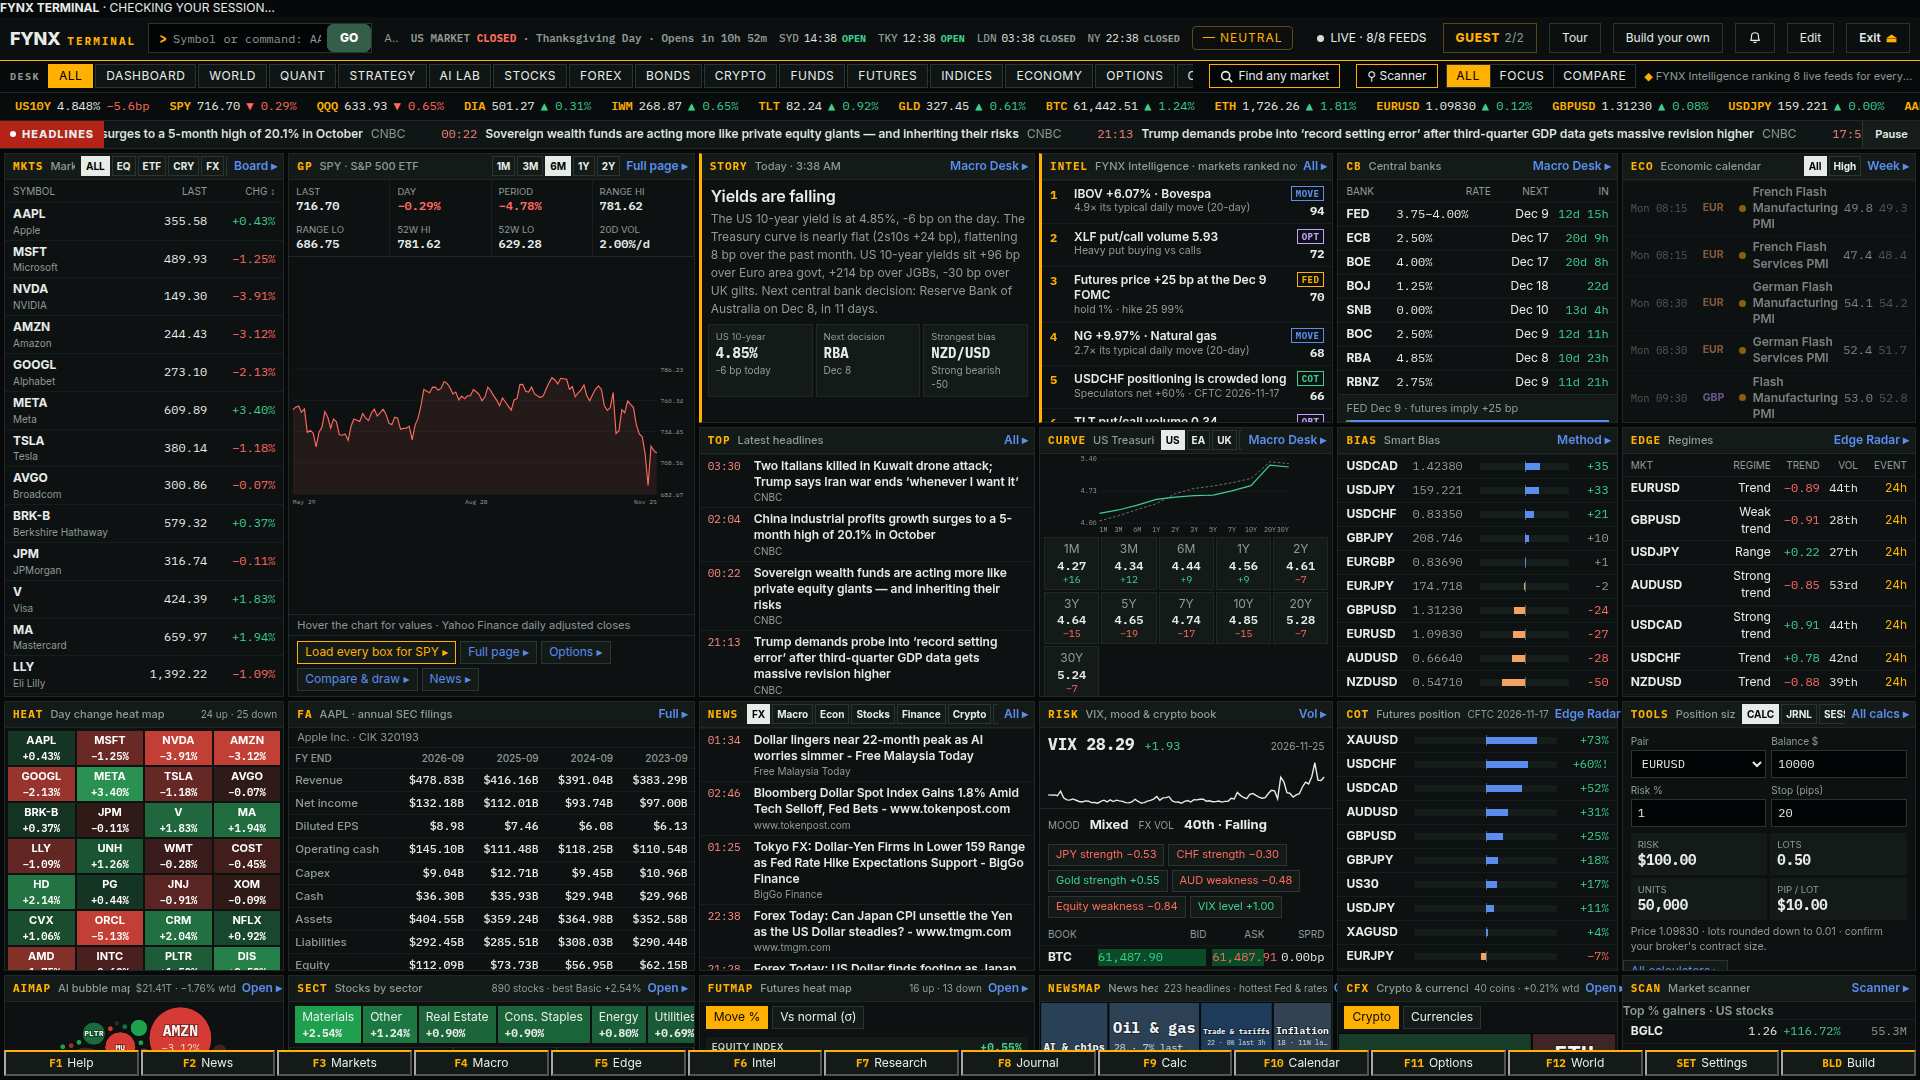 FYNX TERMINAL · CHECKING YOUR SESSION...
FYNX TERMINAL
> Symbol or command: GO
US MARKET CLOSED · Thanksgiving Day · Opens in 10h 52m SYD 14:38 OPEN TKY 12:38 OPEN LDN 03:38 CLOSED NY 22:38 CLOSED
— NEUTRAL
● LIVE · 8/8 FEEDS GUEST 2/2 Tour Build your own Edit Exit ⏏
DESK ALL DASHBOARD WORLD QUANT STRATEGY AI LAB STOCKS FOREX BONDS CRYPTO FUNDS FUTURES INDICES ECONOMY OPTIONS
Find any market Scanner ALL FOCUS COMPARE ◆ FYNX Intelligence ranking 8 live feeds for every...
US10Y 4.848% −5.6bp SPY 716.70 ▼ 0.29% QQQ 633.93 ▼ 0.65% DIA 501.27 ▲ 0.31% IWM 268.87 ▲ 0.65% TLT 82.24 ▲ 0.92% GLD 327.45 ▲ 0.61% BTC 61,442.51 ▲ 1.24% ETH 1,726.26 ▲ 1.81% EURUSD 1.09830 ▲ 0.12% GBPUSD 1.31230 ▲ 0.08% USDJPY 159.221 ▲ 0.00%
● HEADLINES surges to a 5-month high of 20.1% in October CNBC 00:22 Sovereign wealth funds are acting more like private equity giants — and inheriting their risks CNBC 21:13 Trump demands probe into ‘record setting error’ after third-quarter GDP data gets massive revision higher CNBC 17:5 Pause
MKTS ALL EQ ETF CRY FX Board ▸
SYMBOL LAST CHG ↕
AAPL 355.58 +0.43%
Apple
MSFT 489.93 −1.25%
Microsoft
NVDA 149.30 −3.91%
NVIDIA
AMZN 244.43 −3.12%
Amazon
GOOGL 273.10 −2.13%
Alphabet
META 609.89 +3.40%
Meta
TSLA 380.14 −1.18%
Tesla
AVGO 300.86 −0.07%
Broadcom
BRK-B 579.32 +0.37%
Berkshire Hathaway
JPM 316.74 −0.11%
JPMorgan
V 424.39 +1.83%
Visa
MA 659.97 +1.94%
Mastercard
LLY 1,392.22 −1.09%
Eli Lilly
GP SPY · S&P 500 ETF 1M 3M 6M 1Y 2Y Full page ▸
LAST DAY PERIOD RANGE HI
716.70 −0.29% −4.78% 781.62
RANGE LO 52W HI 52W LO 20D VOL
686.75 781.62 629.28 2.00%/d
786.23
760.34
734.45
708.56
682.67
May 29 Aug 28 Nov 25
Hover the chart for values · Yahoo Finance daily adjusted closes
Load every box for SPY ▸ Full page ▸ Options ▸
Compare & draw ▸ News ▸
STORY Today · 3:38 AM Macro Desk ▸
Yields are falling
The US 10-year yield is at 4.85%, -6 bp on the day. The
Treasury curve is nearly flat (2s10s +24 bp), flattening
8 bp over the past month. US 10-year yields sit +96 bp
over Euro area govt, +214 bp over JGBs, -30 bp over
UK gilts. Next central bank decision: Reserve Bank of
Australia on Dec 8, in 11 days.
US 10-year Next decision Strongest bias
4.85% RBA NZD/USD
-6 bp today Dec 8 Strong bearish
-50
INTEL FYNX Intelligence · markets ranked now All ▸
1 IBOV +6.07% · Bovespa MOVE
4.9× its typical daily move (20-day) 94
2 XLF put/call volume 5.93 OPT
Heavy put buying vs calls 72
3 Futures price +25 bp at the Dec 9 FED
FOMC 70
hold 1% · hike 25 99%
4 NG +9.97% · Natural gas MOVE
2.7× its typical daily move (20-day) 68
5 USDCHF positioning is crowded long COT
Speculators net +60% · CFTC 2026-11-17 66
CB Central banks Macro Desk ▸
BANK RATE NEXT IN
FED 3.75–4.00% Dec 9 12d 15h
ECB 2.50% Dec 17 20d 9h
BOE 4.00% Dec 17 20d 8h
BOJ 1.25% Dec 18 22d
SNB 0.00% Dec 10 13d 4h
BOC 2.50% Dec 9 12d 11h
RBA 4.85% Dec 8 10d 23h
RBNZ 2.75% Dec 9 11d 21h
FED Dec 9 · futures imply +25 bp
ECO Economic calendar All High Week ▸
Mon 08:15 EUR French Flash Manufacturing PMI 49.8 49.3
Mon 08:15 EUR French Flash Services PMI 47.4 48.4
Mon 08:30 EUR German Flash Manufacturing PMI 54.1 54.2
Mon 08:30 EUR German Flash Services PMI 52.4 51.7
Mon 09:30 GBP Flash Manufacturing PMI 53.0 52.8
TOP Latest headlines All ▸
03:30 Two Italians killed in Kuwait drone attack;
Trump says Iran war ends ‘whenever I want it’
CNBC
02:04 China industrial profits growth surges to a 5-
month high of 20.1% in October
CNBC
00:22 Sovereign wealth funds are acting more like
private equity giants — and inheriting their
risks
CNBC
21:13 Trump demands probe into ‘record setting
error’ after third-quarter GDP data gets
massive revision higher
CNBC
CURVE US Treasuri US EA UK Macro Desk ▸
5.40
4.73
4.06
1M 3M 6M 1Y 2Y 3Y 5Y 7Y 10Y 20Y 30Y
1M 3M 6M 1Y 2Y
4.27 4.34 4.44 4.56 4.61
+16 +12 +9 +9 −7
3Y 5Y 7Y 10Y 20Y
4.64 4.65 4.74 4.85 5.28
−15 −19 −17 −15 −7
30Y
5.24
−7
BIAS Smart Bias Method ▸
USDCAD 1.42380 +35
USDJPY 159.221 +33
USDCHF 0.83350 +21
GBPJPY 208.746 +10
EURGBP 0.83690 +1
EURJPY 174.718 −2
GBPUSD 1.31230 −24
EURUSD 1.09830 −27
AUDUSD 0.66640 −28
NZDUSD 0.54710 −50
EDGE Regimes Edge Radar ▸
MKT REGIME TREND VOL EVENT
EURUSD Trend −0.89 44th 24h
GBPUSD Weak trend −0.91 28th 24h
USDJPY Range +0.22 27th 24h
AUDUSD Strong trend −0.85 53rd 24h
USDCAD Strong trend +0.91 44th 24h
USDCHF Trend +0.78 42nd 24h
NZDUSD Trend −0.88 39th 24h
HEAT Day change heat map 24 up · 25 down
AAPL MSFT NVDA AMZN
+0.43% −1.25% −3.91% −3.12%
GOOGL META TSLA AVGO
−2.13% +3.40% −1.18% −0.07%
BRK-B JPM V MA
+0.37% −0.11% +1.83% +1.94%
LLY UNH WMT COST
−1.09% +1.26% −0.28% −0.45%
HD PG JNJ XOM
+2.14% +0.44% −0.91% −0.09%
CVX ORCL CRM NFLX
+1.06% −5.13% +2.04% +0.92%
AMD INTC PLTR DIS
FA AAPL · annual SEC filings Full ▸
Apple Inc. · CIK 320193
FY END 2026-09 2025-09 2024-09 2023-09
Revenue $478.83B $416.16B $391.04B $383.29B
Net income $132.18B $112.01B $93.74B $97.00B
Diluted EPS $8.98 $7.46 $6.08 $6.13
Operating cash $145.10B $111.48B $118.25B $110.54B
Capex $9.04B $12.71B $9.45B $10.96B
Cash $36.30B $35.93B $29.94B $29.96B
Assets $404.55B $359.24B $364.98B $352.58B
Liabilities $292.45B $285.51B $308.03B $290.44B
Equity $112.09B $73.73B $56.95B $62.15B
NEWS FX Macro Econ Stocks Finance Crypto All ▸
01:34 Dollar lingers near 22-month peak as AI
worries simmer - Free Malaysia Today
Free Malaysia Today
02:46 Bloomberg Dollar Spot Index Gains 1.8% Amid
Tech Selloff, Fed Bets - www.tokenpost.com
www.tokenpost.com
01:25 Tokyo FX: Dollar-Yen Firms in Lower 159 Range
as Fed Rate Hike Expectations Support - BigGo
Finance
BigGo Finance
22:38 Forex Today: Can Japan CPI unsettle the Yen
as the US Dollar steadies? - www.tmgm.com
www.tmgm.com
21:28 Forex Today: US Dollar finds footing as Japan
RISK VIX, mood & crypto book Vol ▸
VIX 28.29 +1.93 2026-11-25
MOOD Mixed FX VOL 40th · Falling
JPY strength −0.53 CHF strength −0.30
Gold strength +0.55 AUD weakness −0.48
Equity weakness −0.84 VIX level +1.00
BOOK BID ASK SPRD
BTC 61,487.90 61,487.91 0.00bp
COT Futures position CFTC 2026-11-17 Edge Radar
XAUUSD +73%
USDCHF +60%!
USDCAD +52%
AUDUSD +31%
GBPUSD +25%
GBPJPY +18%
US30 +17%
USDJPY +11%
XAGUSD +4%
EURJPY −7%
TOOLS Position siz CALC JRNL SES All calcs ▸
Pair Balance $
EURUSD 10000
Risk % Stop (pips)
1 20
RISK LOTS
$100.00 0.50
UNITS PIP / LOT
50,000 $10.00
Price 1.09830 · lots rounded down to 0.01 · confirm
your broker's contract size.
All calculators ▸
AIMAP AI bubble map $21.41T · −1.76% wtd Open ▸
PLTR MU AMZN
−3.12%
SECT Stocks by sector 890 stocks · best Basic +2.54% Open ▸
Materials Other Real Estate Cons. Staples Energy Utilities
+2.54% +1.24% +0.90% +0.90% +0.80% +0.69%
FUTMAP Futures heat map 16 up · 13 down Open ▸
Move % Vs normal (σ)
EQUITY INDEX +0.55%
NEWSMAP News hea 223 headlines · hottest Fed & rates
AI & chips Oil & gas Trade & tariffs Inflation
28 · 7% last 22 · 0% last 3h 18 · 11% la…
CFX Crypto & currenci 40 coins · +0.21% wtd Open ▸
Crypto Currencies
ETH
SCAN Market scanner Scanner ▸
Top % gainers · US stocks
BGLC 1.26 +116.72% 55.3M
F1 Help F2 News F3 Markets F4 Macro F5 Edge F6 Intel F7 Research F8 Journal F9 Calc F10 Calendar F11 Options F12 World SET Settings BLD Build